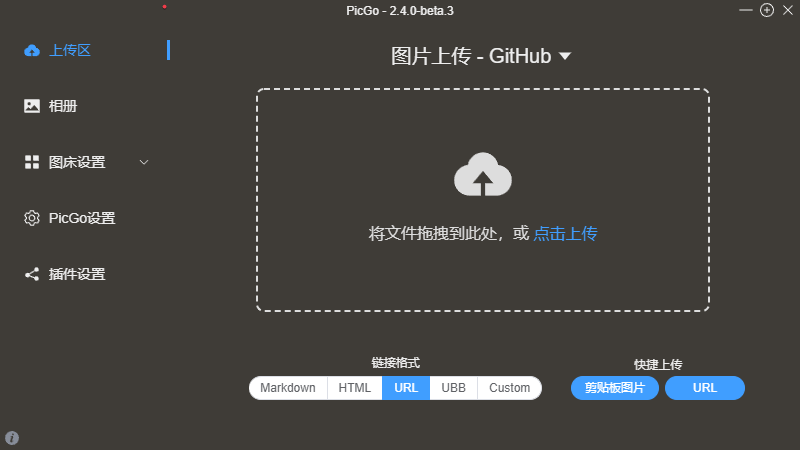 PicGo - 2.4.0-beta.3
上传区
相册
图床设置
PicGo设置
插件设置
图片上传 - GitHub
将文件拖拽到此处，或 点击上传
链接格式
Markdown HTML URL UBB Custom
快捷上传
剪贴板图片 URL